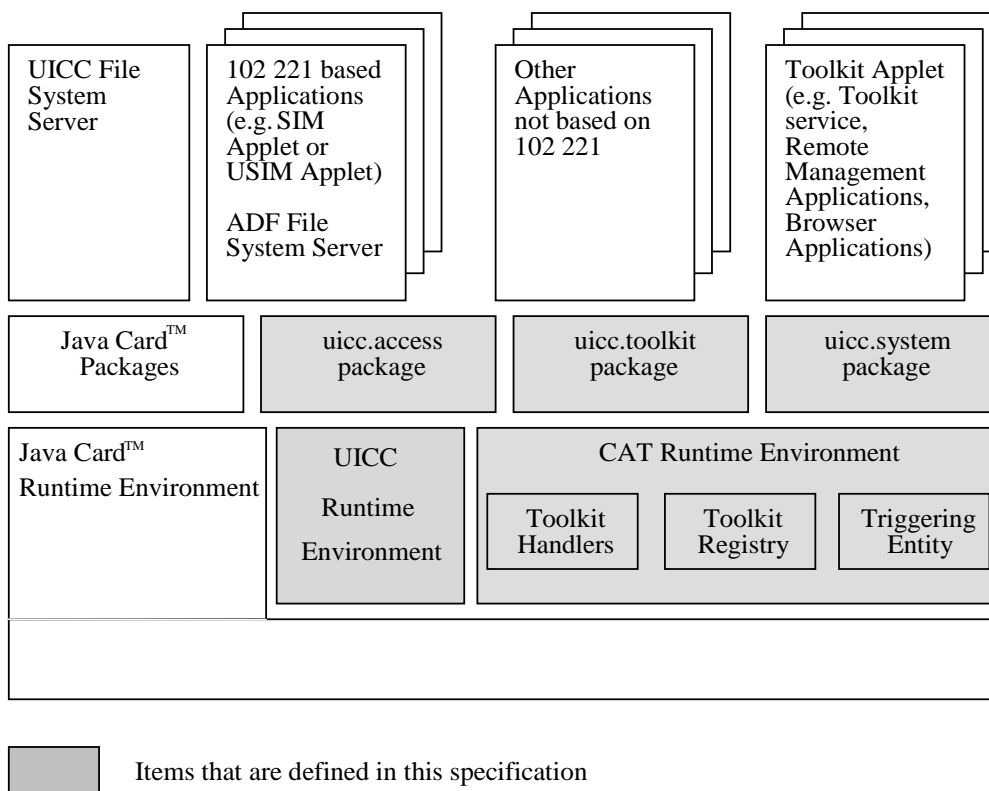 UICC File
System
Server
102 221 based
Applications
(e.g. SIM
Applet or
USIM Applet)
ADF File
System Server
Other
Applications
not based on
102 221
Toolkit Applet
(e.g. Toolkit
service,
Remote
Management
Applications,
Browser
Applications)
Java Card™
Packages
uicc.access
package
uicc.toolkit
package
uicc.system
package
Java Card™
Runtime Environment
UICC
Runtime
Environment
CAT Runtime Environment
Toolkit
Handlers
Toolkit
Registry
Triggering
Entity
Items that are defined in this specification